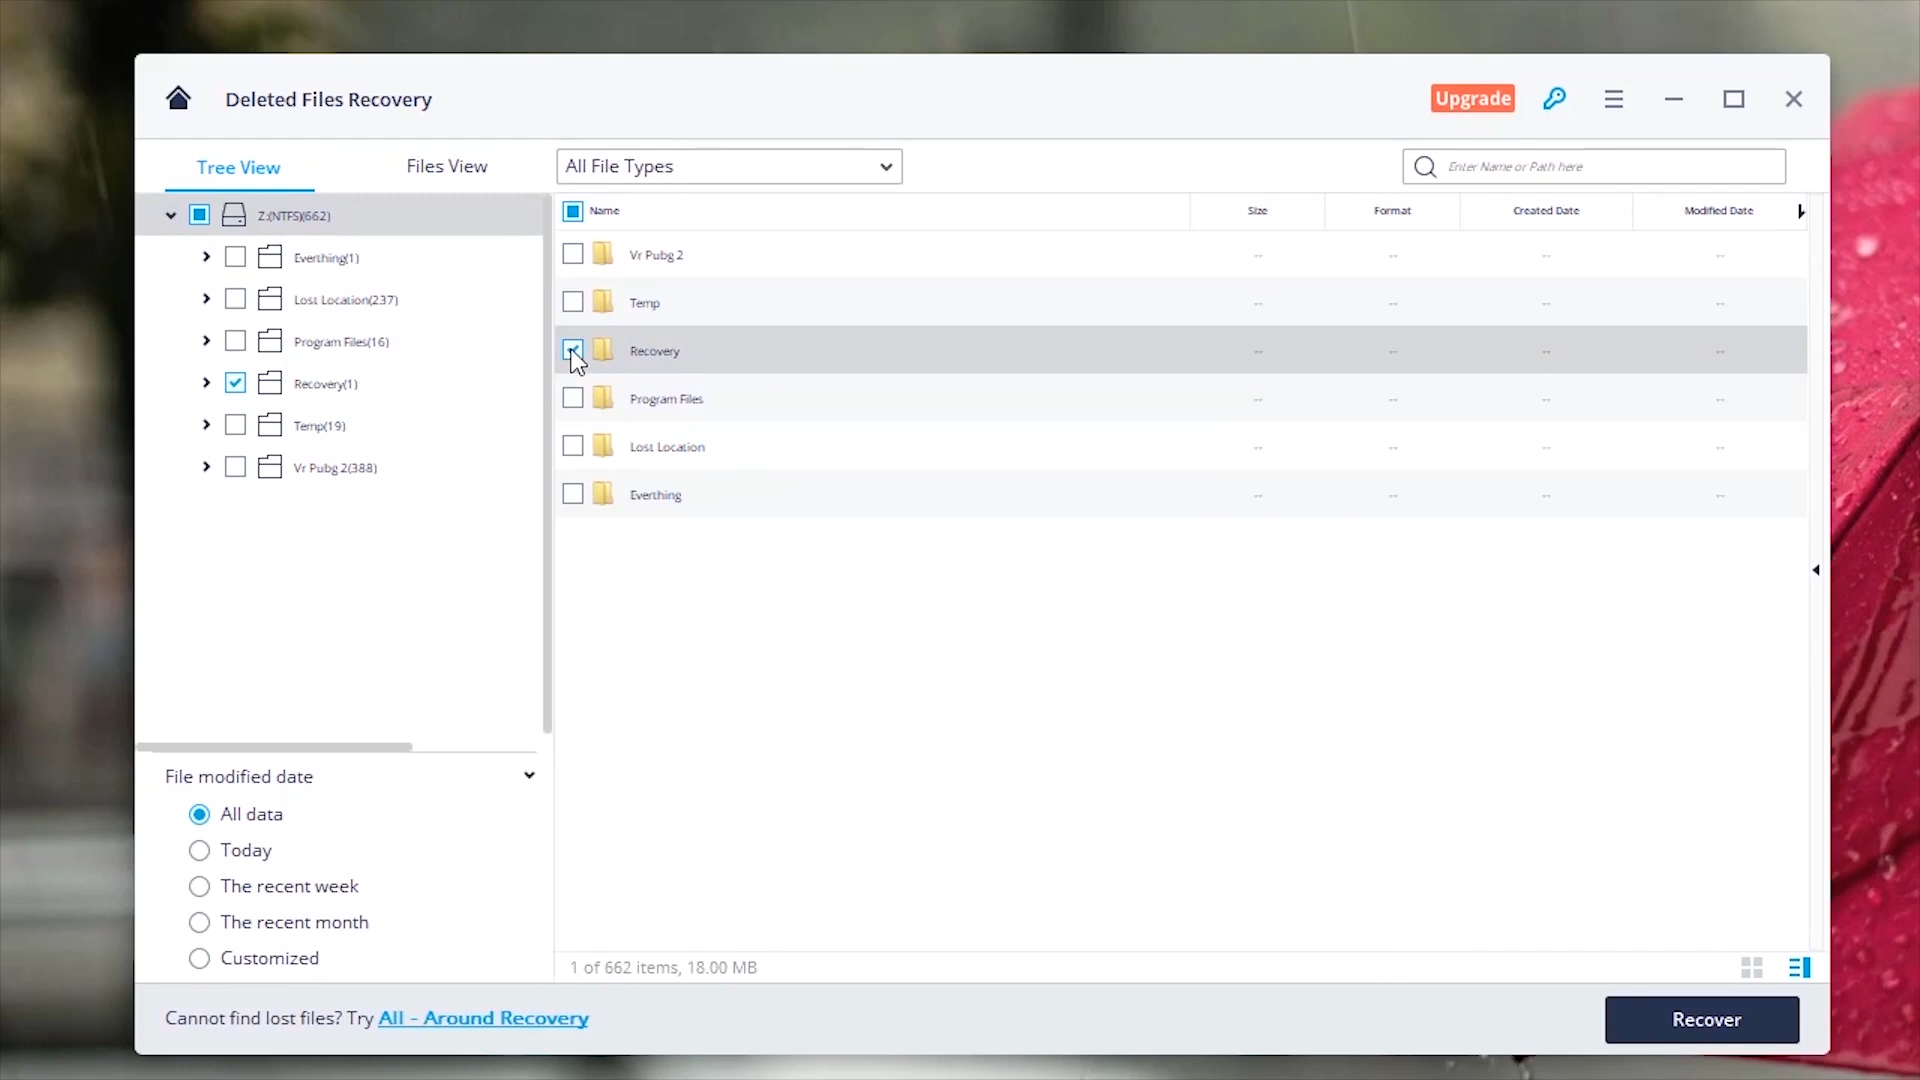 Deleted Files Recovery
Upgrade
Tree View
Files View
All File Types
Enter Name or Path here
Z:(NTFS)(662)
Everthing(1)
Lost Location(237)
Program Files(16)
Recovery(1)
Temp(19)
Vr Pubg 2(388)
Name Size Format Created Date Modified Date
Vr Pubg 2 -- -- -- --
Temp -- -- -- --
Recovery -- -- -- --
Program Files -- -- -- --
Lost Location -- -- -- --
Everthing -- -- -- --
File modified date
All data
Today
The recent week
The recent month
Customized
1 of 662 items, 18.00 MB
Cannot find lost files? Try All - Around Recovery
Recover